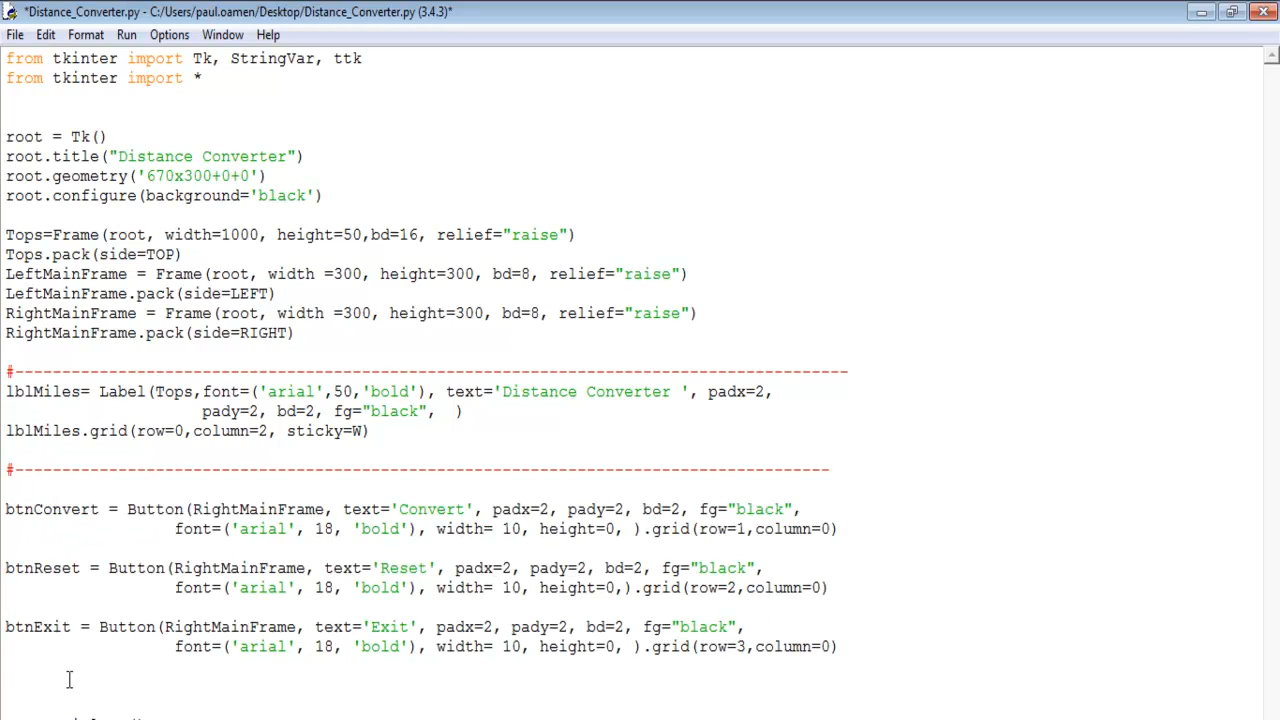 *Distance_Converter.py - C:/Users/paul.oamen/Desktop/Distance_Converter.py (3.4.3)*
File Edit Format Run Options Window Help
from tkinter import Tk, StringVar, ttk
from tkinter import *
root = Tk()
root.title("Distance Converter")
root.geometry('670x300+0+0')
root.configure(background='black')
Tops=Frame(root, width=1000, height=50,bd=16, relief="raise")
Tops.pack(side=TOP)
LeftMainFrame = Frame(root, width =300, height=300, bd=8, relief="raise")
LeftMainFrame.pack(side=LEFT)
RightMainFrame = Frame(root, width =300, height=300, bd=8, relief="raise")
RightMainFrame.pack(side=RIGHT)
#-----------------------------------------------------------------------------------------
lblMiles= Label(Tops,font=('arial',50,'bold'), text='Distance Converter ', padx=2,
pady=2, bd=2, fg="black",  )
lblMiles.grid(row=0,column=2, sticky=W)
#---------------------------------------------------------------------------------------
btnConvert = Button(RightMainFrame, text='Convert', padx=2, pady=2, bd=2, fg="black",
font=('arial', 18, 'bold'), width= 10, height=0, ).grid(row=1,column=0)
btnReset = Button(RightMainFrame, text='Reset', padx=2, pady=2, bd=2, fg="black",
font=('arial', 18, 'bold'), width= 10, height=0,).grid(row=2,column=0)
btnExit = Button(RightMainFrame, text='Exit', padx=2, pady=2, bd=2, fg="black",
font=('arial', 18, 'bold'), width= 10, height=0, ).grid(row=3,column=0)